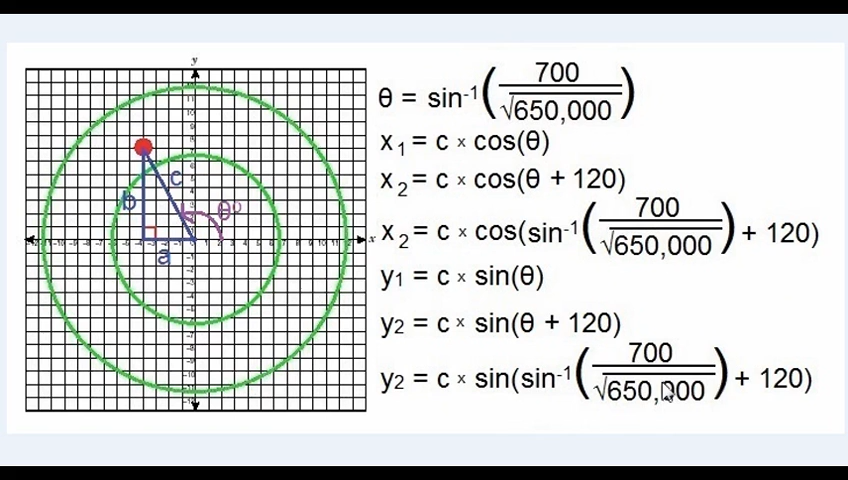 y
x
b
c
a
θ°
θ = sin⁻¹(700/√650,000)
x₁ = c × cos(θ)
x₂ = c × cos(θ + 120)
x₂ = c × cos(sin⁻¹(700/√650,000) + 120)
y₁ = c × sin(θ)
y₂ = c × sin(θ + 120)
y₂ = c × sin(sin⁻¹(700/√650,000) + 120)